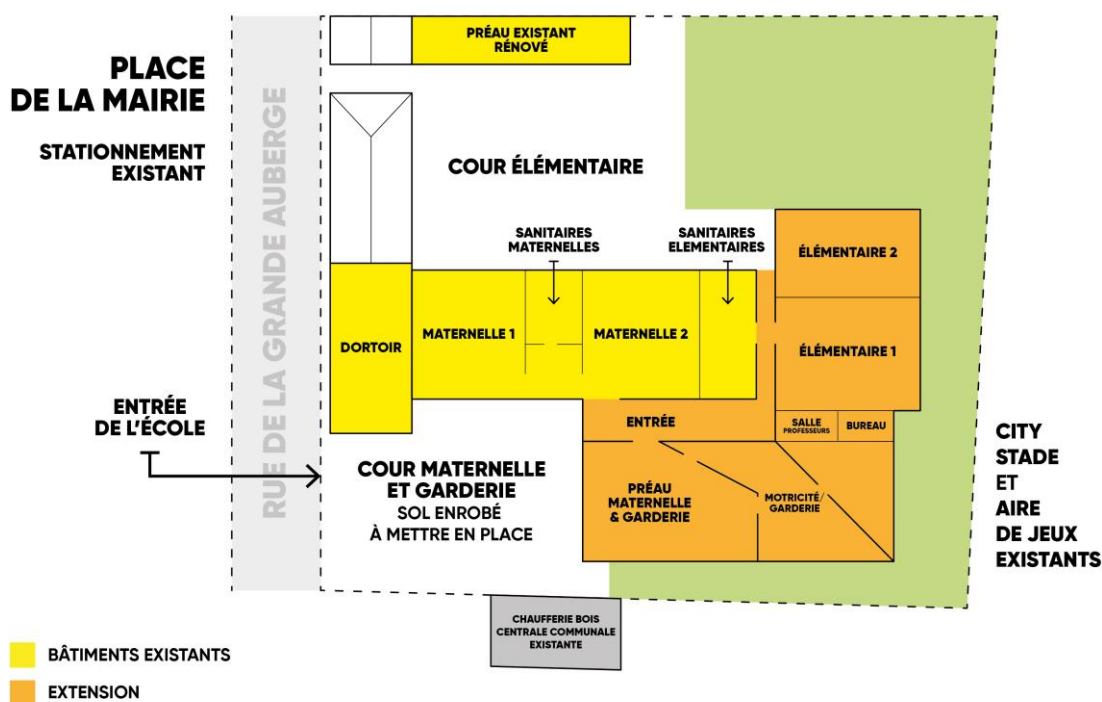 PRÉAU EXISTANT
RÉNOVÉ
PLACE
DE LA MAIRIE
STATIONNEMENT
EXISTANT
RUE DE LA GRANDE AUBERGE
COUR ÉLÉMENTAIRE
SANITAIRES
MATERNELLES
SANITAIRES
ELEMENTAIRES
ÉLÉMENTAIRE 2
DORTOIR
MATERNELLE 1
MATERNELLE 2
ÉLÉMENTAIRE 1
ENTRÉE
DE L'ÉCOLE
ENTRÉE
SALLE
PROFESSEURS
BUREAU
COUR MATERNELLE
ET GARDERIE
SOL ENROBÉ
À METTRE EN PLACE
PRÉAU
MATERNELLE
& GARDERIE
MOTRICITÉ/
GARDERIE
CITY
STADE
ET
AIRE
DE JEUX
EXISTANTS
CHAUFFERIE BOIS
CENTRALE COMMUNALE
EXISTANTE
BÂTIMENTS EXISTANTS
EXTENSION